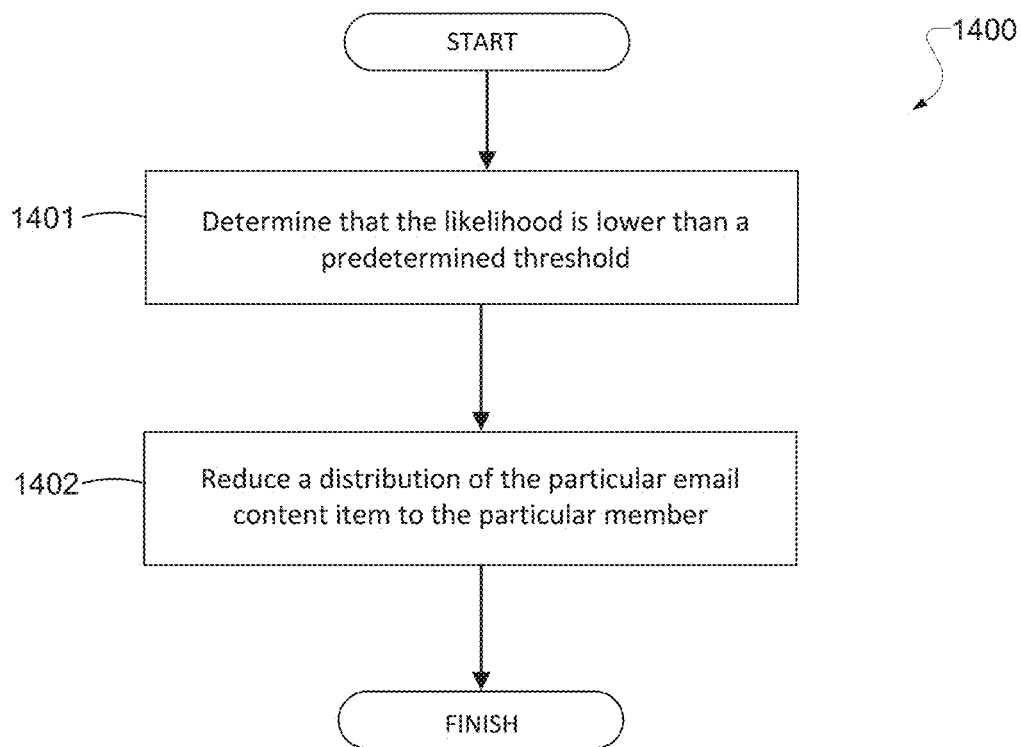 START
1400
1401
Determine that the likelihood is lower than a
predetermined threshold
1402
Reduce a distribution of the particular email
content item to the particular member
FINISH